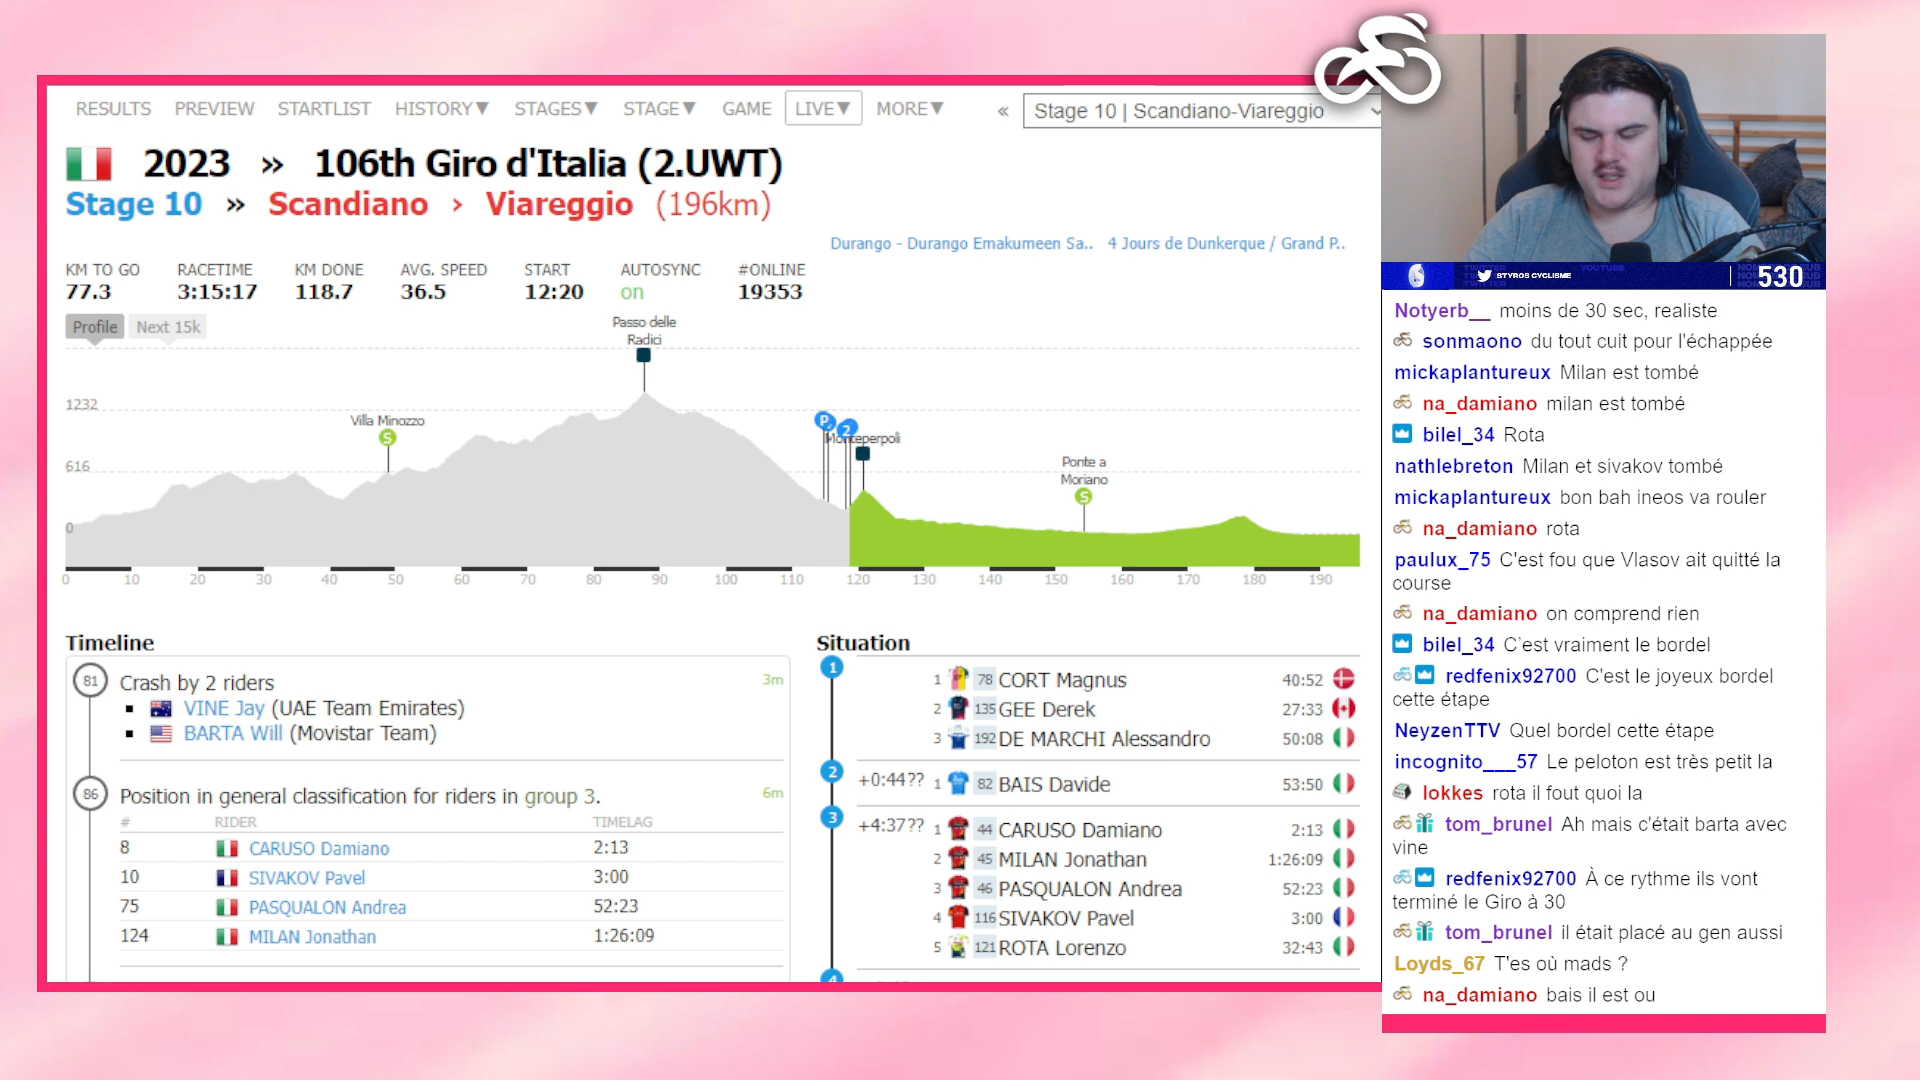 RESULTS PREVIEW STARTLIST HISTORY▼ STAGES▼ STAGE▼ GAME LIVE▼ MORE▼ « Stage 10 | Scandiano-Viareggio
2023 » 106th Giro d'Italia (2.UWT)
Stage 10 » Scandiano › Viareggio (196km)
Durango - Durango Emakumeen Sa.. 4 Jours de Dunkerque / Grand P..
KM TO GO RACETIME KM DONE AVG. SPEED START AUTOSYNC #ONLINE
77.3 3:15:17 118.7 36.5 12:20 on 19353
Profile Next 15k
Passo delle
Radici
1232
Villa Minozzo
S
P 2
Monteperpoli
616
Ponte a
Moriano
S
0
0 10 20 30 40 50 60 70 80 90 100 110 120 130 140 150 160 170 180 190
Timeline
81 Crash by 2 riders 3m
VINE Jay (UAE Team Emirates)
BARTA Will (Movistar Team)
86 Position in general classification for riders in group 3. 6m
# RIDER TIMELAG
8 CARUSO Damiano 2:13
10 SIVAKOV Pavel 3:00
75 PASQUALON Andrea 52:23
124 MILAN Jonathan 1:26:09
Situation
1
1 78 CORT Magnus 40:52
2 135 GEE Derek 27:33
3 192 DE MARCHI Alessandro 50:08
2 +0:44?? 1 82 BAIS Davide 53:50
3 +4:37?? 1 44 CARUSO Damiano 2:13
2 45 MILAN Jonathan 1:26:09
3 46 PASQUALON Andrea 52:23
4 116 SIVAKOV Pavel 3:00
5 121 ROTA Lorenzo 32:43
4
STYROS CYCLISME YOUTUBE 530
Notyerb__ moins de 30 sec, realiste
sonmaono du tout cuit pour l'échappée
mickaplantureux Milan est tombé
na_damiano milan est tombé
bilel_34 Rota
nathlebreton Milan et sivakov tombé
mickaplantureux bon bah ineos va rouler
na_damiano rota
paulux_75 C'est fou que Vlasov ait quitté la
course
na_damiano on comprend rien
bilel_34 C'est vraiment le bordel
redfenix92700 C'est le joyeux bordel
cette étape
NeyzenTTV Quel bordel cette étape
incognito___57 Le peloton est très petit la
lokkes rota il fout quoi la
tom_brunel Ah mais c'était barta avec
vine
redfenix92700 À ce rythme ils vont
terminé le Giro à 30
tom_brunel il était placé au gen aussi
Loyds_67 T'es où mads ?
na_damiano bais il est ou